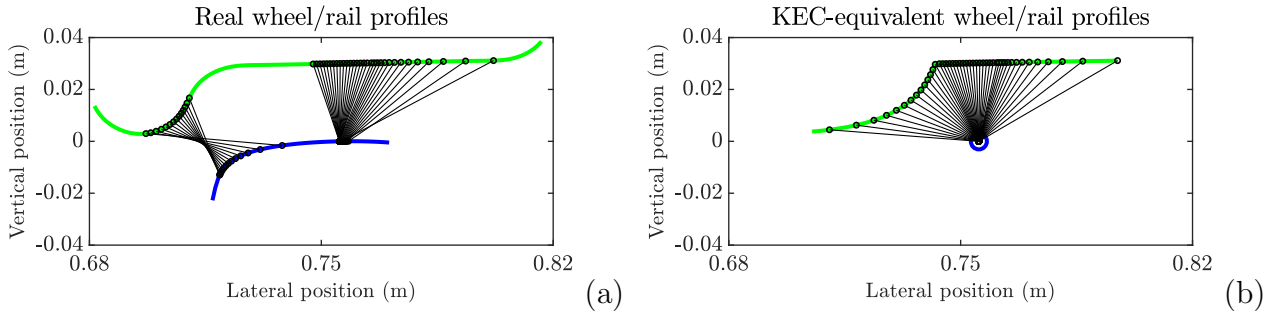 Real wheel/rail profiles
0.04
0.02
0
-0.02
-0.04
Vertical position (m)
0.68
0.75
0.82
Lateral position (m)
(a)
KEC-equivalent wheel/rail profiles
0.04
0.02
0
-0.02
-0.04
Vertical position (m)
0.68
0.75
0.82
Lateral position (m)
(b)